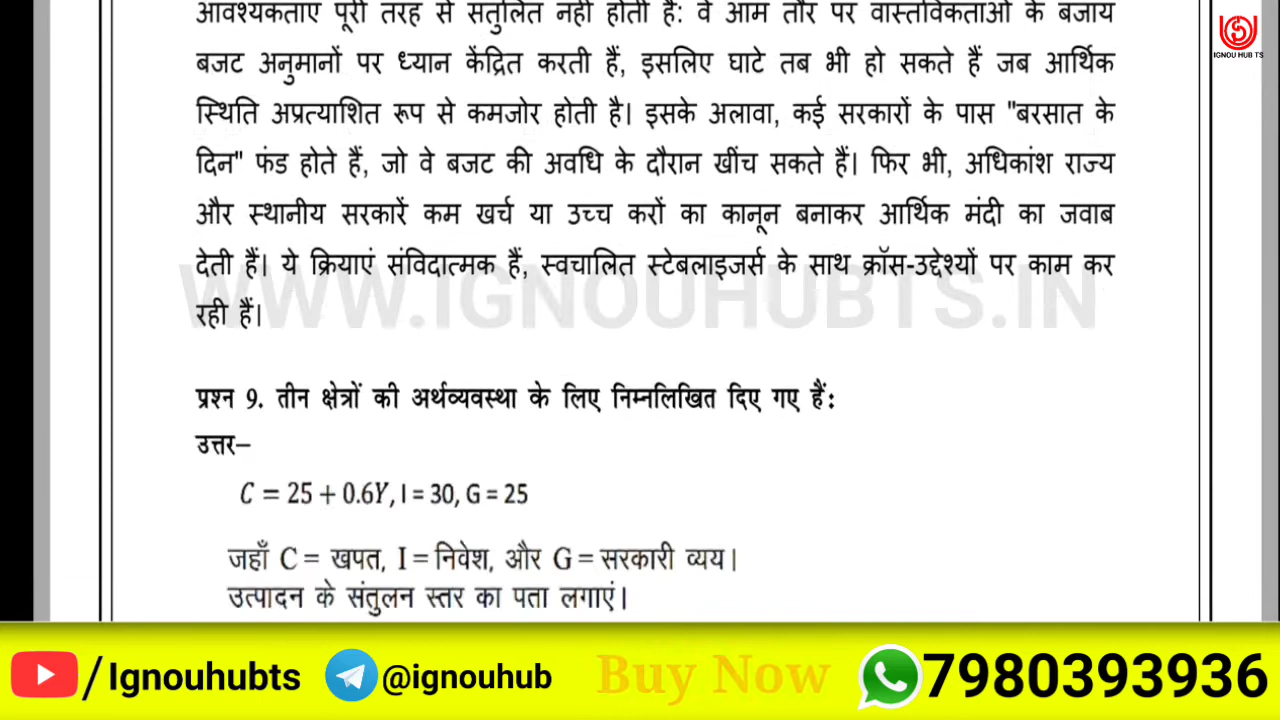 आवश्यकताएं पूरी तरह से संतुलित नहीं होती हैं: वे आम तौर पर वास्तविकताओं के बजाय
बजट अनुमानों पर ध्यान केंद्रित करती हैं, इसलिए घाटे तब भी हो सकते हैं जब आर्थिक
स्थिति अप्रत्याशित रूप से कमजोर होती है। इसके अलावा, कई सरकारों के पास "बरसात के
दिन" फंड होते हैं, जो वे बजट की अवधि के दौरान खींच सकते हैं। फिर भी, अधिकांश राज्य
और स्थानीय सरकारें कम खर्च या उच्च करों का कानून बनाकर आर्थिक मंदी का जवाब
देती हैं। ये क्रियाएं संविदात्मक हैं, स्वचालित स्टेबलाइजर्स के साथ क्रॉस-उद्देश्यों पर काम कर
रही हैं।
WWW.IGNOUHUBTS.IN
प्रश्न 9. तीन क्षेत्रों की अर्थव्यवस्था के लिए निम्नलिखित दिए गए हैं:
उत्तर–
C = 25 + 0.6Y, I = 30, G = 25
जहाँ C = खपत, I = निवेश, और G = सरकारी व्यय।
उत्पादन के संतुलन स्तर का पता लगाएं।
IGNOU HUB TS
/Ignouhubts @ignouhub Buy Now 7980393936